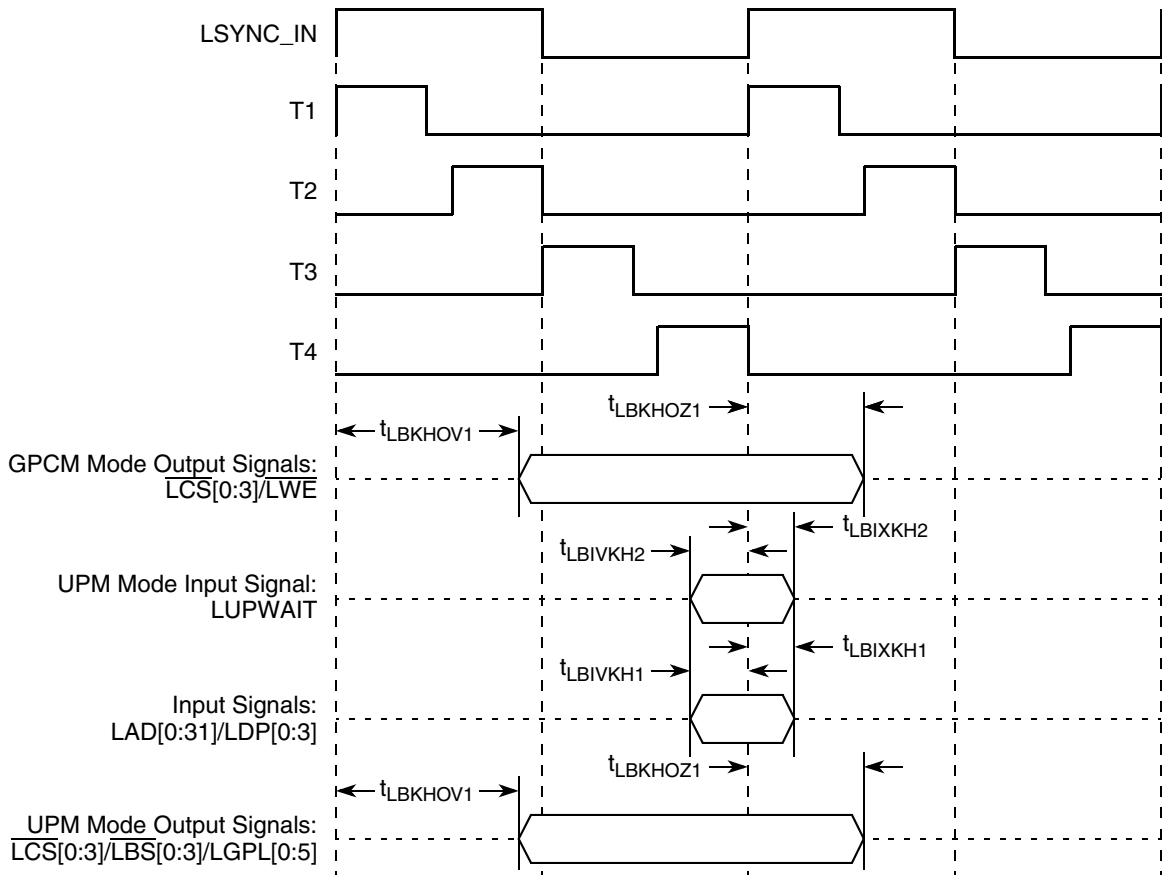 LSYNC_IN
T1
T2
T3
T4
tLBKHOZ1
tLBKHOV1
GPCM Mode Output Signals:
LCS[0:3]/LWE
tLBIXKH2
tLBIVKH2
UPM Mode Input Signal:
LUPWAIT
tLBIXKH1
tLBIVKH1
Input Signals:
LAD[0:31]/LDP[0:3]
tLBKHOZ1
tLBKHOV1
UPM Mode Output Signals:
LCS[0:3]/LBS[0:3]/LGPL[0:5]